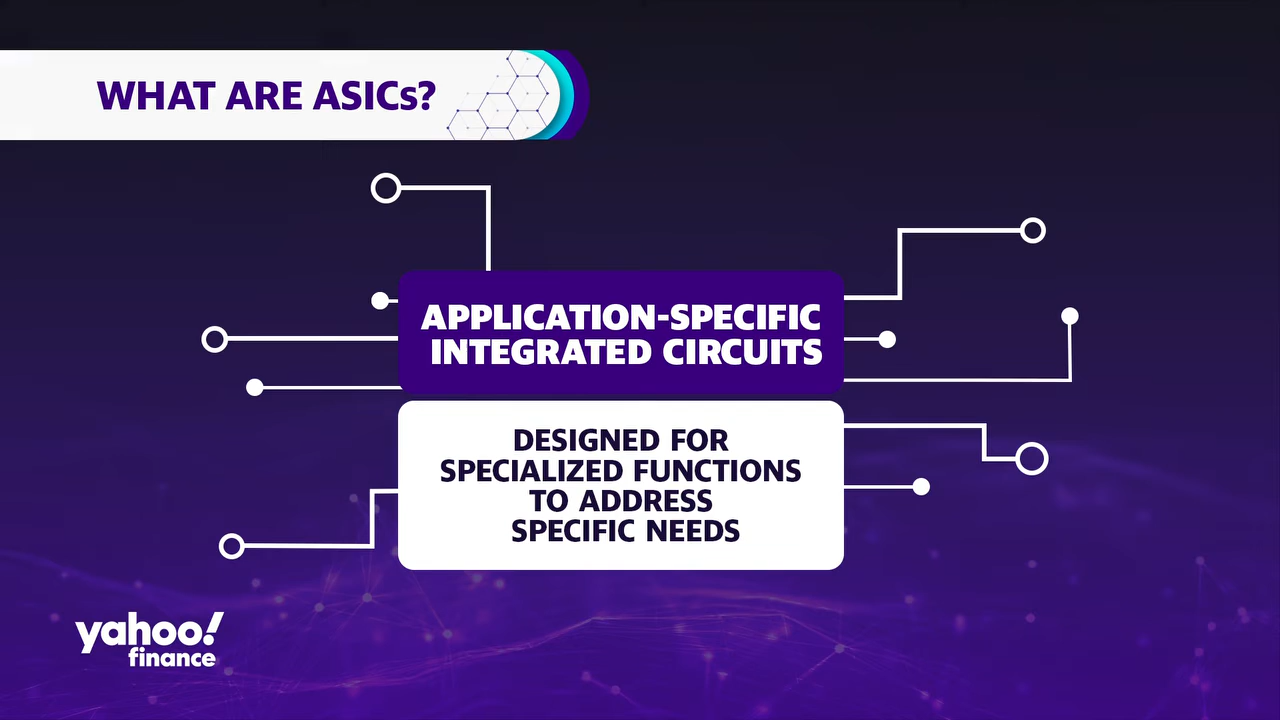 WHAT ARE ASICs?
APPLICATION-SPECIFIC
INTEGRATED CIRCUITS
DESIGNED FOR
SPECIALIZED FUNCTIONS
TO ADDRESS
SPECIFIC NEEDS
yahoo!
finance